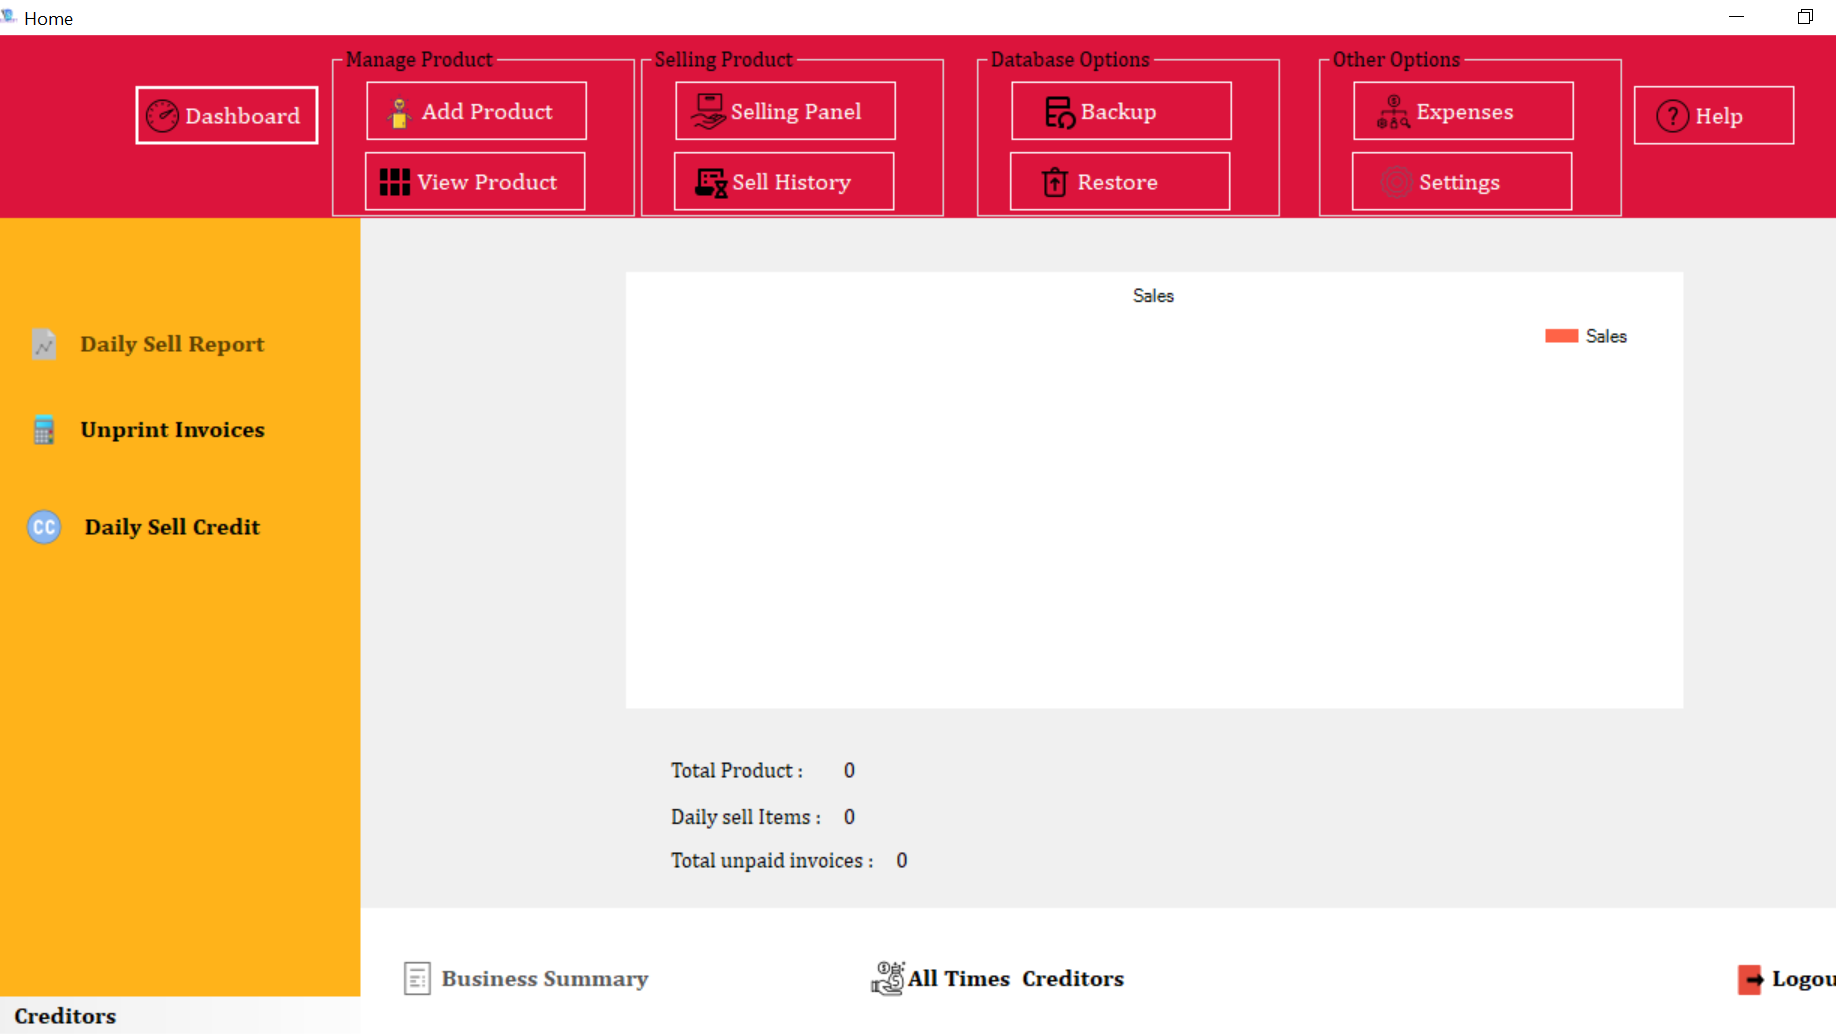 Home
Manage Product
Selling Product
Database Options
Other Options
Dashboard
Add Product
Selling Panel
Backup
Expenses
Help
View Product
Sell History
Restore
Settings
Sales
Sales
Daily Sell Report
Unprint Invoices
Daily Sell Credit
CC
Total Product : 0
Daily sell Items : 0
Total unpaid invoices : 0
Business Summary
All Times Creditors
Logou
Creditors